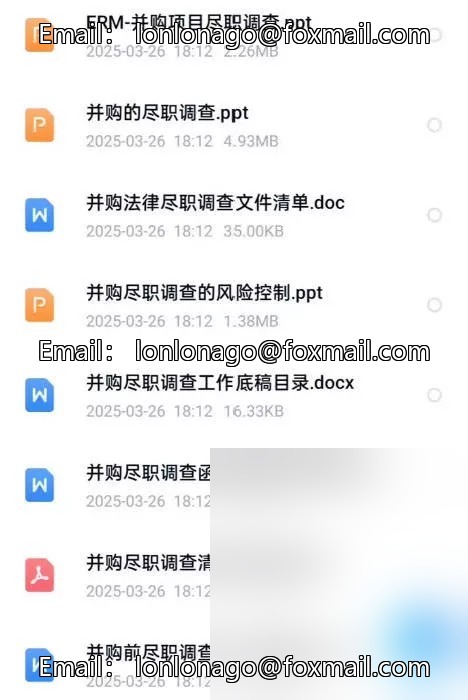 ERM-并购项目尽职调查.ppt
Email： lonlonago@foxmail.com
2025-03-26 18:12 2.26MB
并购的尽职调查.ppt
2025-03-26 18:12 4.93MB
并购法律尽职调查文件清单.doc
2025-03-26 18:12 35.00KB
并购尽职调查的风险控制.ppt
2025-03-26 18:12 1.38MB
Email： lonlonago@foxmail.com
并购尽职调查工作底稿目录.docx
2025-03-26 18:12 16.33KB
并购尽职调查函
2025-03-26 18:12
并购尽职调查清
2025-03-26 18:12
并购前尽职调查
Email： lonlonago@foxmail.com
2025-03-26 18:12